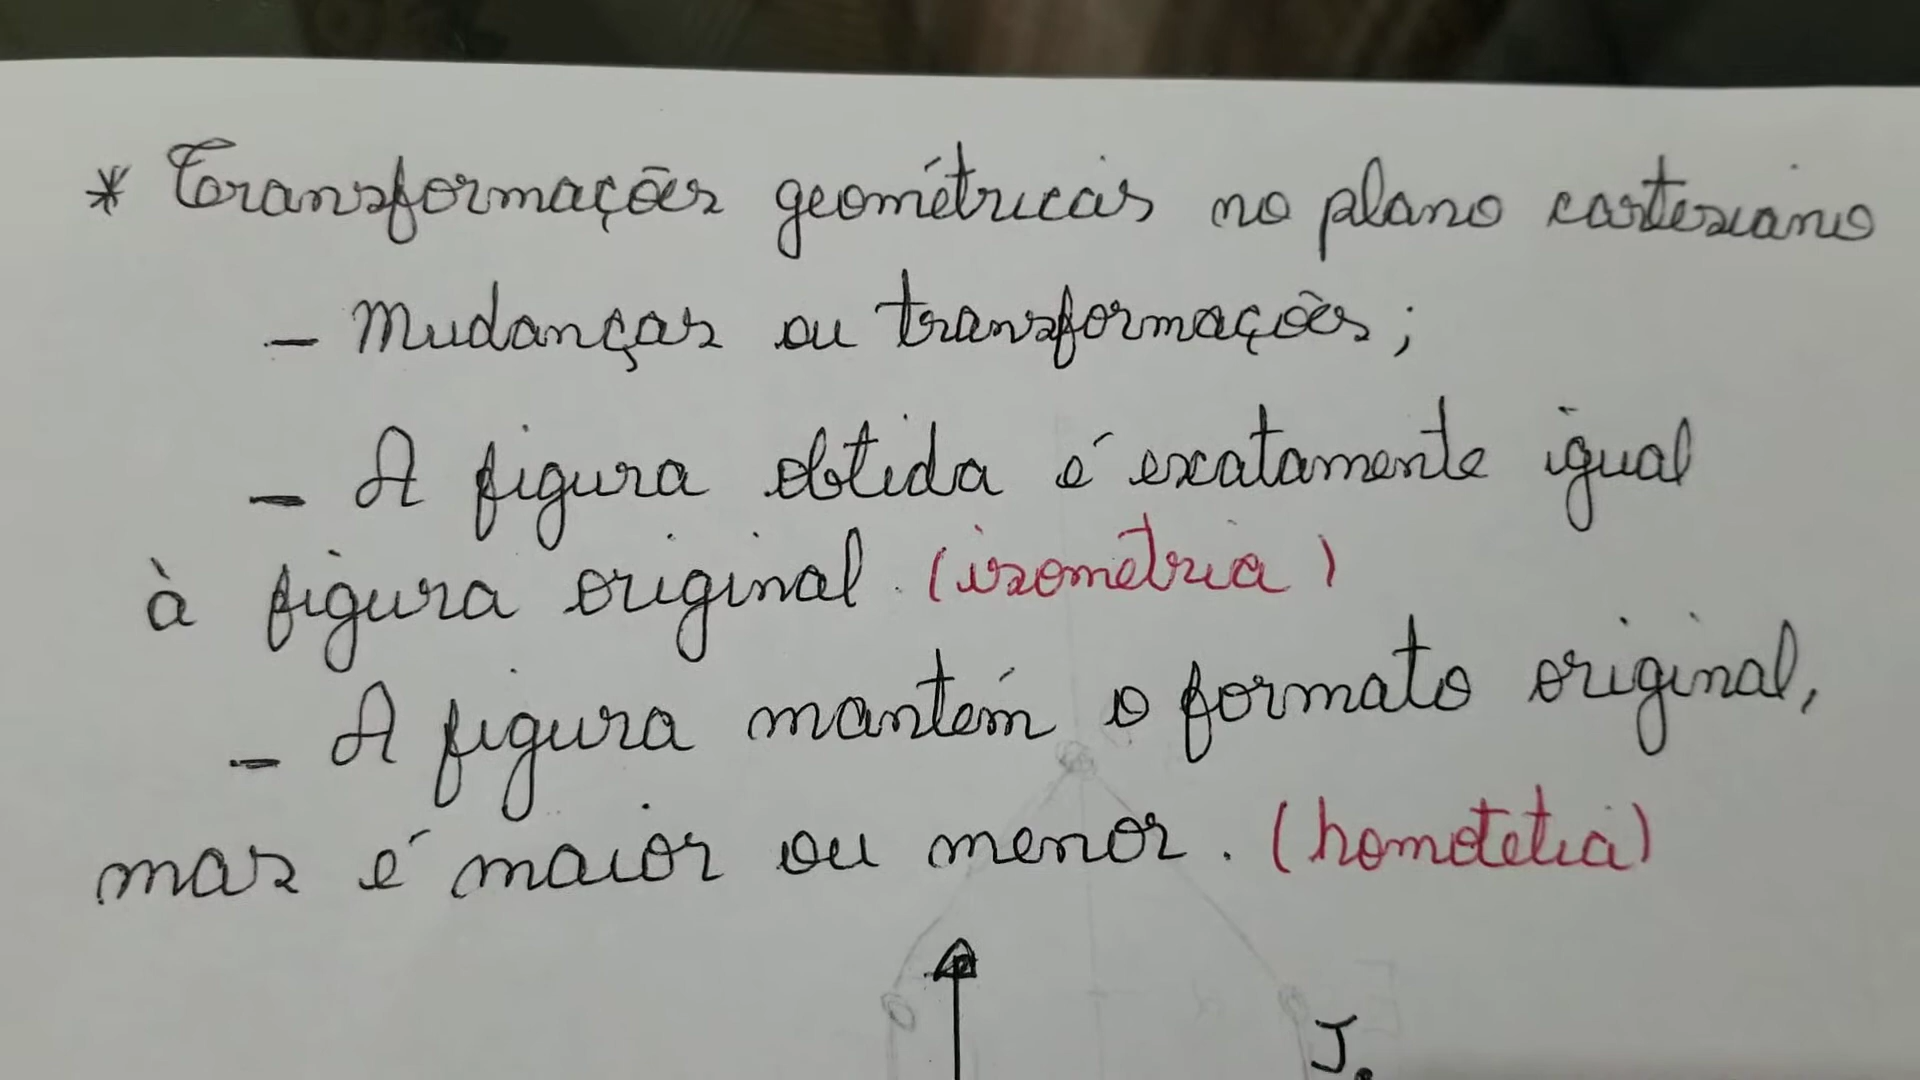 * Transformações geométricas no plano cartesiano
- Mudanças ou transformações;
- A figura obtida é exatamente igual
à figura original. (isometria)
- A figura mantém o formato original,
mas é maior ou menor. (homotetia)
J